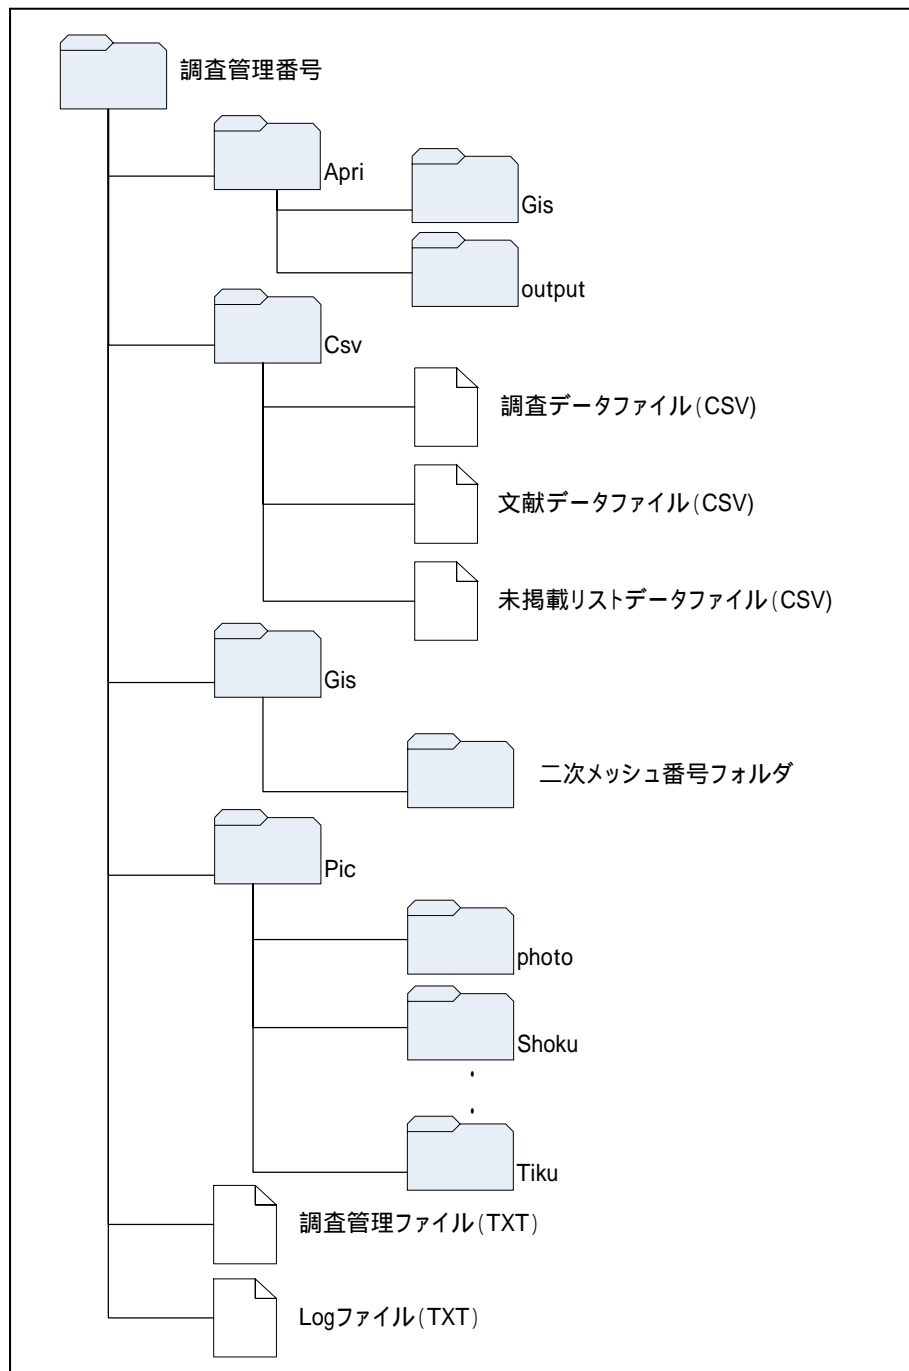 調査管理番号
Apri
Gis
output
Csv
調査データファイル(CSV)
文献データファイル(CSV)
未掲載リストデータファイル(CSV)
Gis
二次メッシュ番号フォルダ
Pic
photo
Shoku
Tiku
調査管理ファイル(TXT)
Logファイル(TXT)